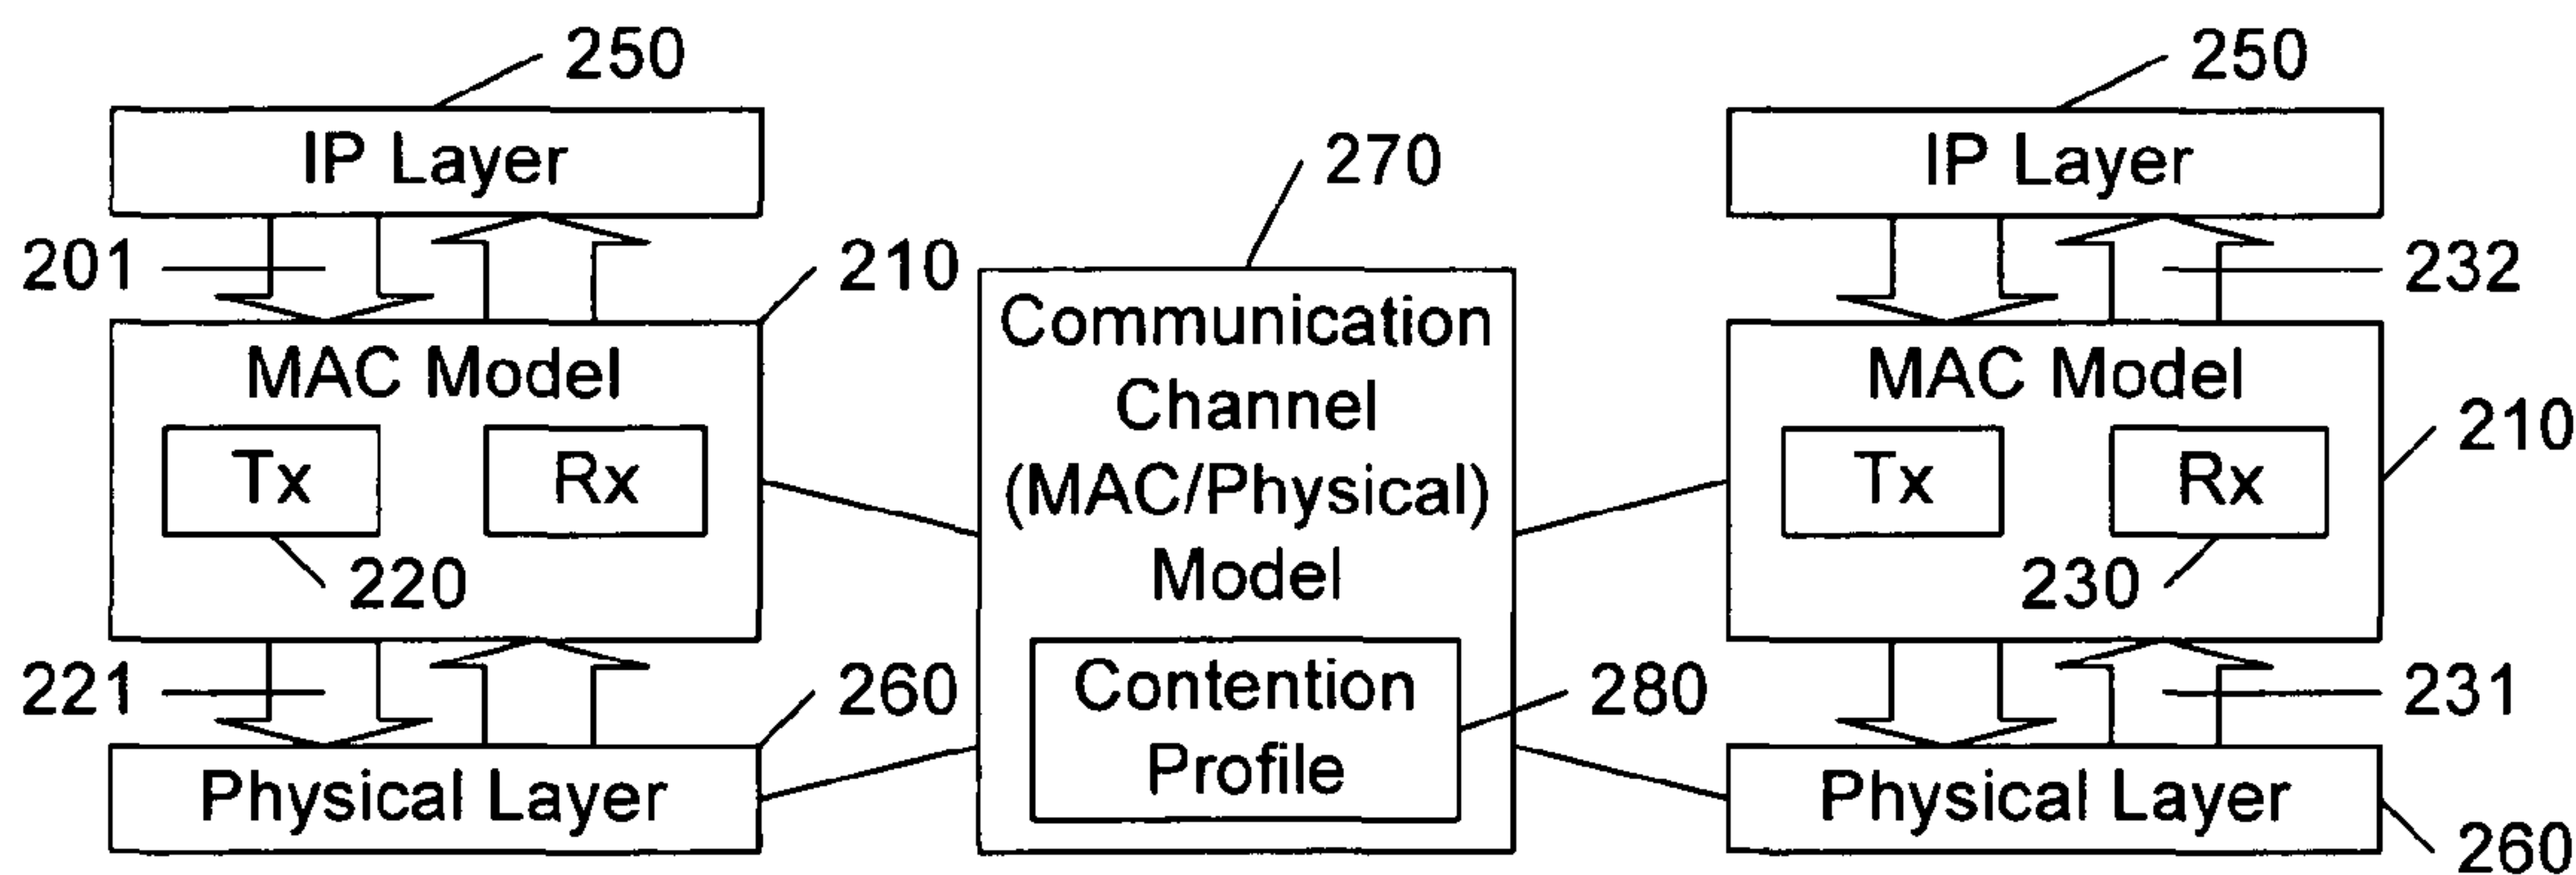 250
250
IP Layer
270
IP Layer
201
210
232
Communication
Channel
(MAC/Physical)
Model
MAC Model
MAC Model
210
Tx
Rx
Tx
Rx
220
230
221
260
Contention
Profile
280
231
Physical Layer
Physical Layer
260